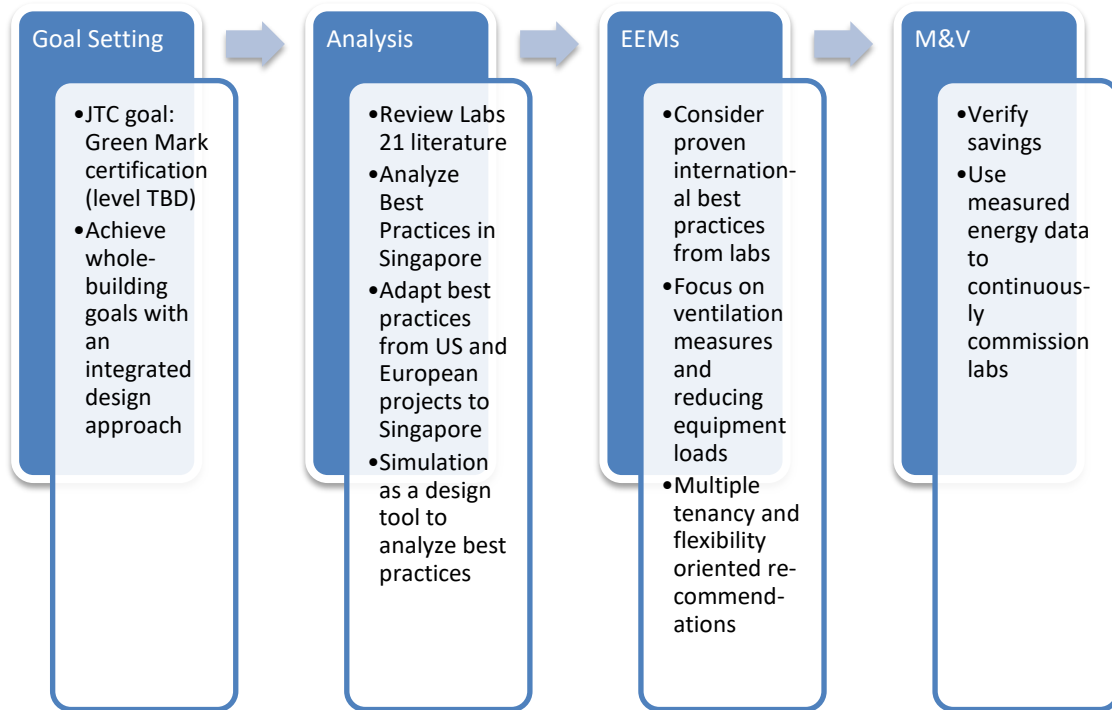 Goal Setting
•JTC goal:
Green Mark
certification
(level TBD)
•Achieve
whole-
building
goals with
an
integrated
design
approach
Analysis
•Review Labs
21 literature
•Analyze
Best
Practices in
Singapore
•Adapt best
practices
from US and
European
projects to
Singapore
•Simulation
as a design
tool to
analyze best
practices
EEMs
•Consider
proven
internation-
al best
practices
from labs
•Focus on
ventilation
measures
and
reducing
equipment
loads
•Multiple
tenancy and
flexibility
oriented re-
commend-
ations
M&V
•Verify
savings
•Use
measured
energy data
to
continuous-
ly
commission
labs